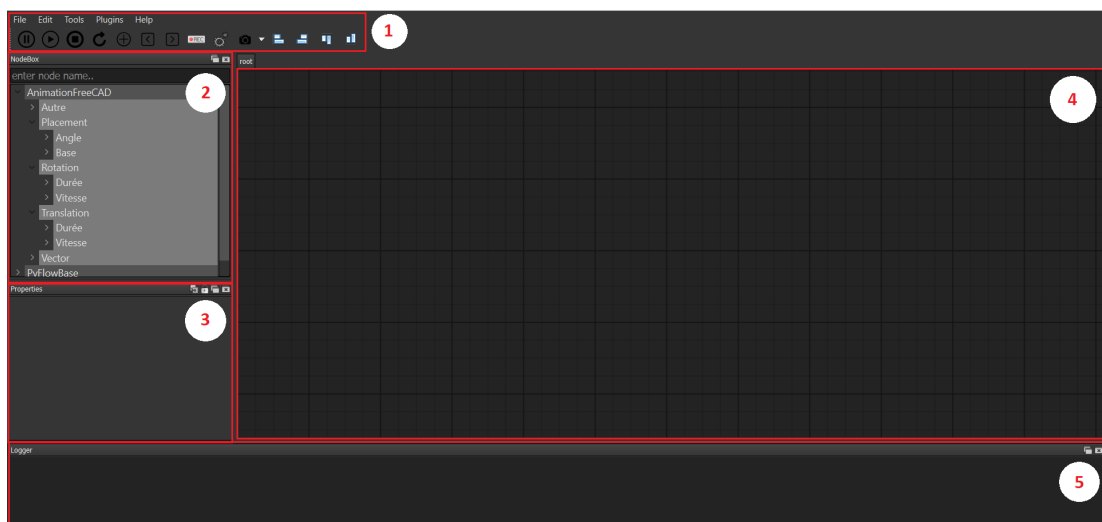 File Edit Tools Plugins Help
REC
1
NodeBox
root
enter node name..
AnimationFreeCAD
2
4
Autre
Placement
Angle
Base
Rotation
Durée
Vitesse
Translation
Durée
Vitesse
Vector
PyFlowBase
Properties
3
Logger
5